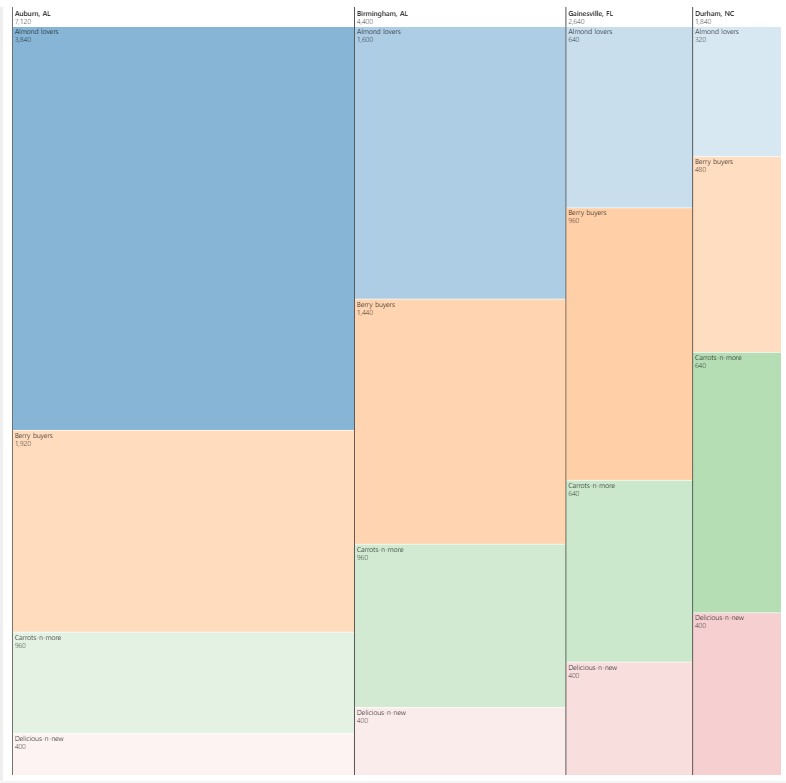 Auburn, AL
7,120
Almond lovers
3,840
Berry buyers
1,920
Carrots-n-more
960
Delicious-n-new
400
Birmingham, AL
4,400
Almond lovers
1,600
Berry buyers
1,440
Carrots-n-more
960
Delicious-n-new
400
Gainesville, FL
2,640
Almond lovers
640
Berry buyers
960
Carrots-n-more
640
Delicious-n-new
400
Durham, NC
1,840
Almond lovers
320
Berry buyers
480
Carrots-n-more
640
Delicious-n-new
400